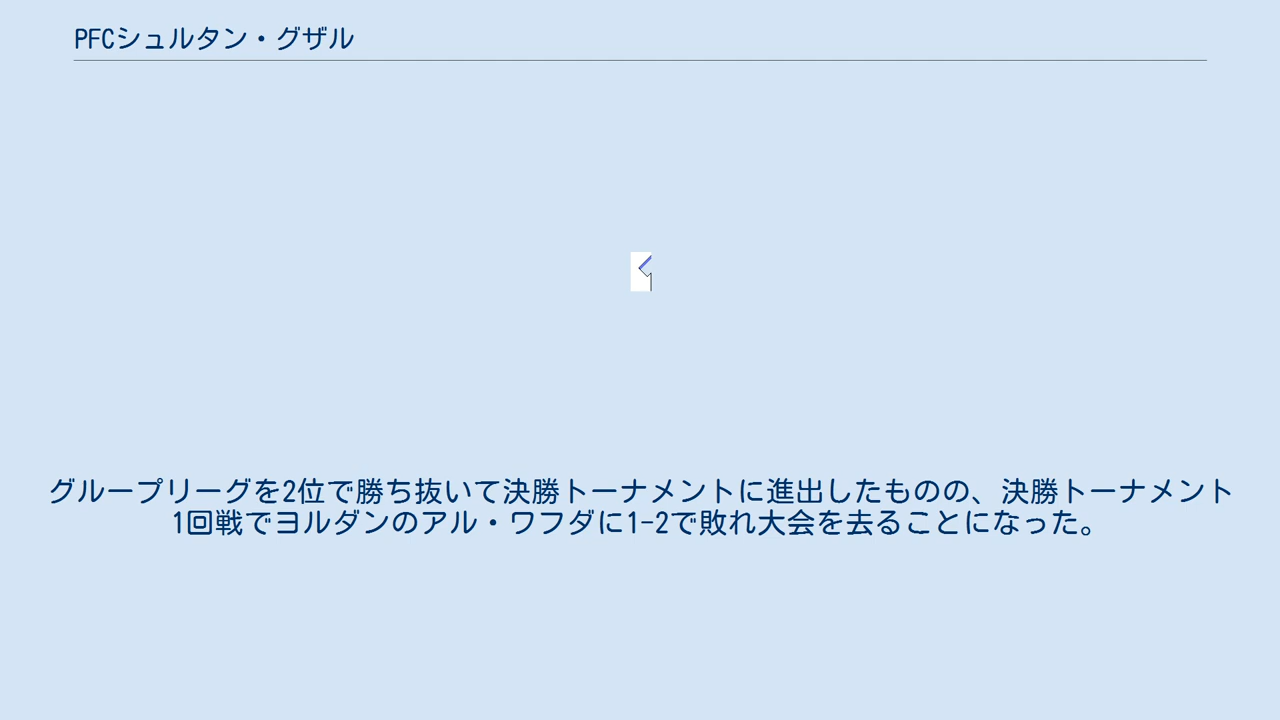 PFCシュルタン・グザル
グループリーグを2位で勝ち抜いて決勝トーナメントに進出したものの、決勝トーナメント
1回戦でヨルダンのアル・ワフダに1-2で敗れ大会を去ることになった。